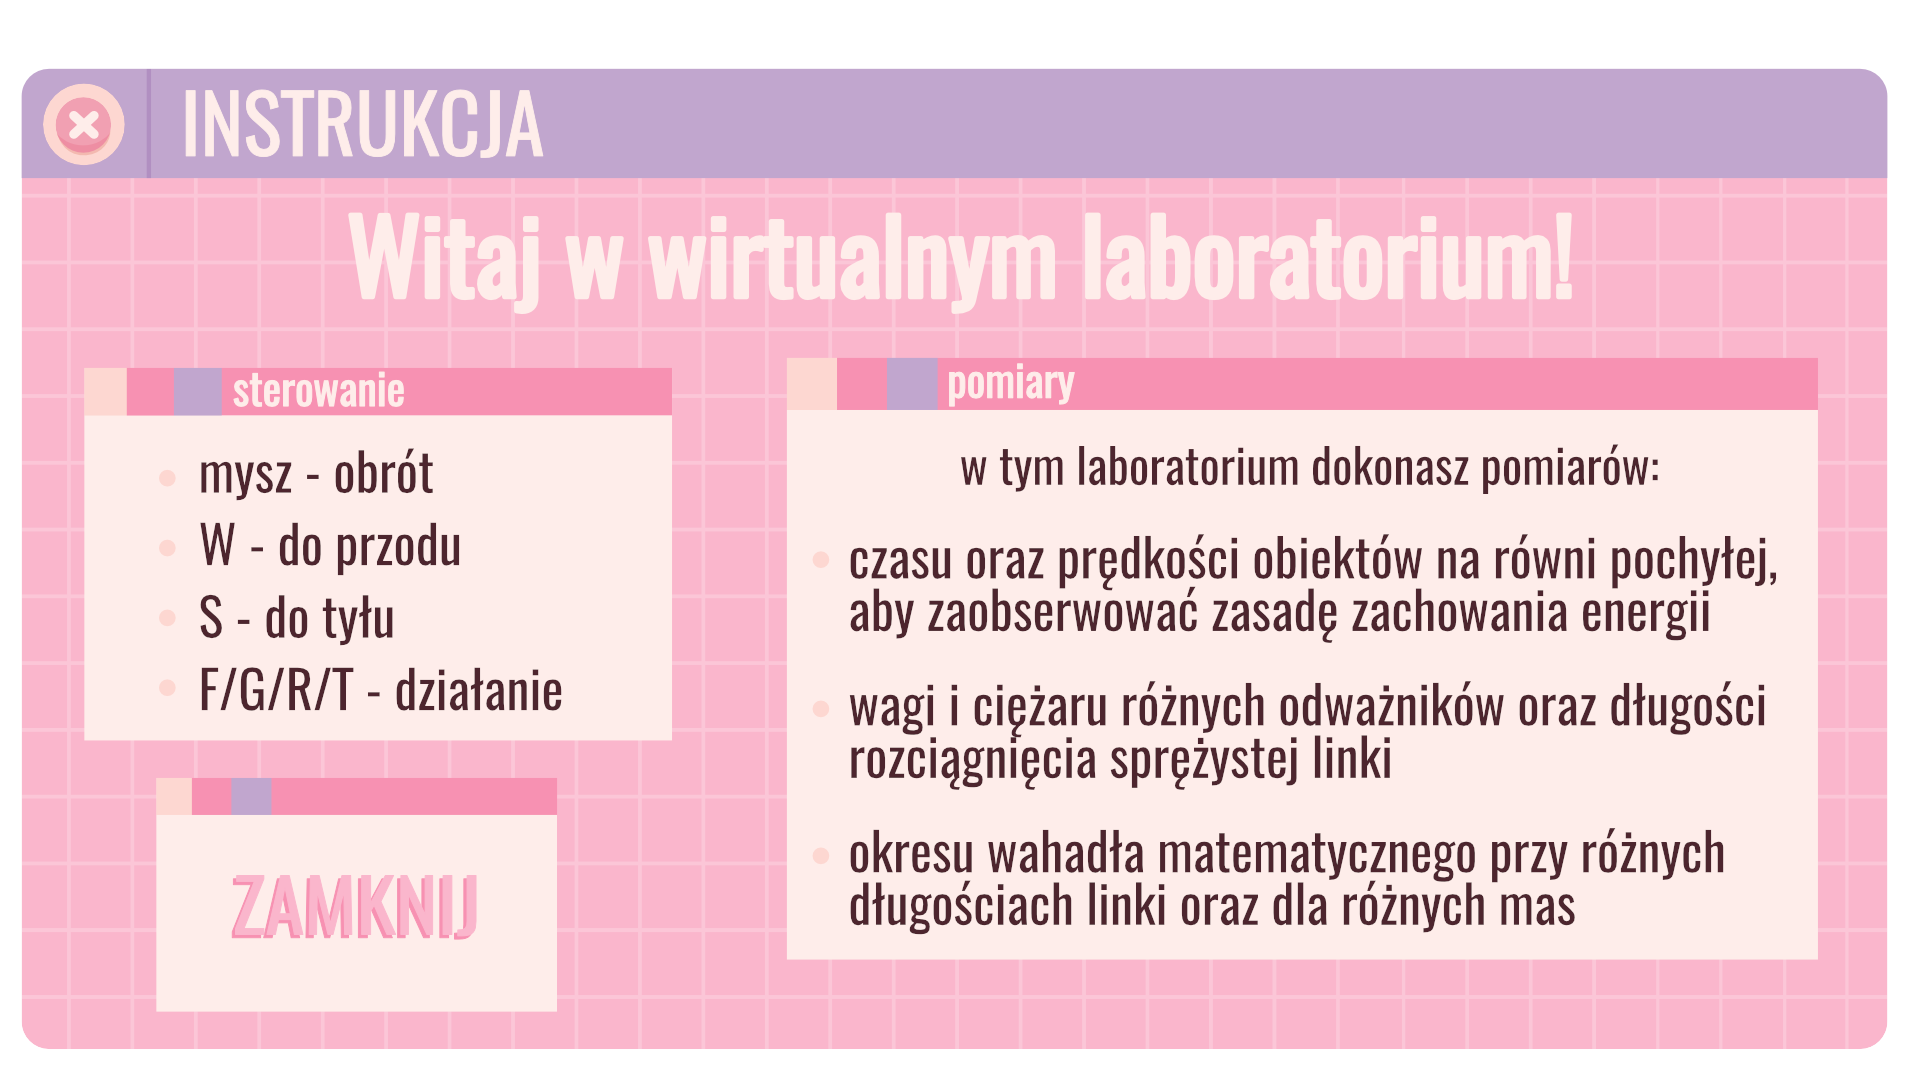 INSTRUKCJA
Witaj w wirtualnym laboratorium!
sterowanie
mysz - obrót
W - do przodu
S - do tyłu
F/G/R/T - działanie
ZAMKNIJ
pomiary
w tym laboratorium dokonasz pomiarów:
czasu oraz prędkości obiektów na równi pochyłej,
aby zaobserwować zasadę zachowania energii
wagi i ciężaru różnych odważników oraz długości
rozciągnięcia sprężystej linki
okresu wahadła matematycznego przy różnych
długościach linki oraz dla różnych mas